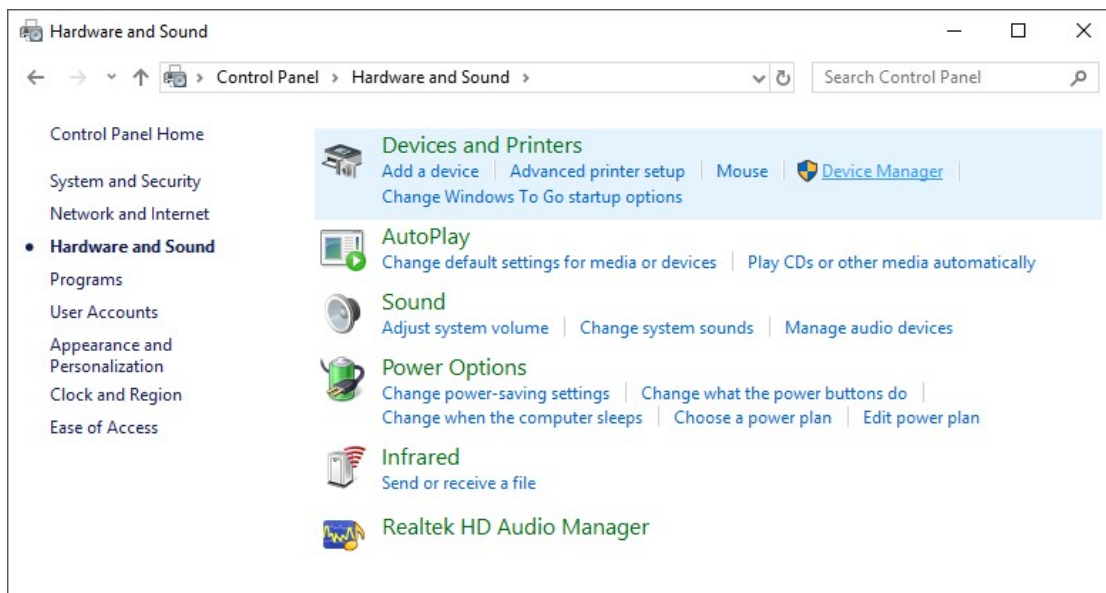 Hardware and Sound
Control Panel > Hardware and Sound >
Search Control Panel
Control Panel Home
System and Security
Network and Internet
Hardware and Sound
Programs
User Accounts
Appearance and
Personalization
Clock and Region
Ease of Access
Devices and Printers
Add a device | Advanced printer setup | Mouse | Device Manager |
Change Windows To Go startup options
AutoPlay
Change default settings for media or devices | Play CDs or other media automatically
Sound
Adjust system volume | Change system sounds | Manage audio devices
Power Options
Change power-saving settings | Change what the power buttons do |
Change when the computer sleeps | Choose a power plan | Edit power plan
Infrared
Send or receive a file
Realtek HD Audio Manager